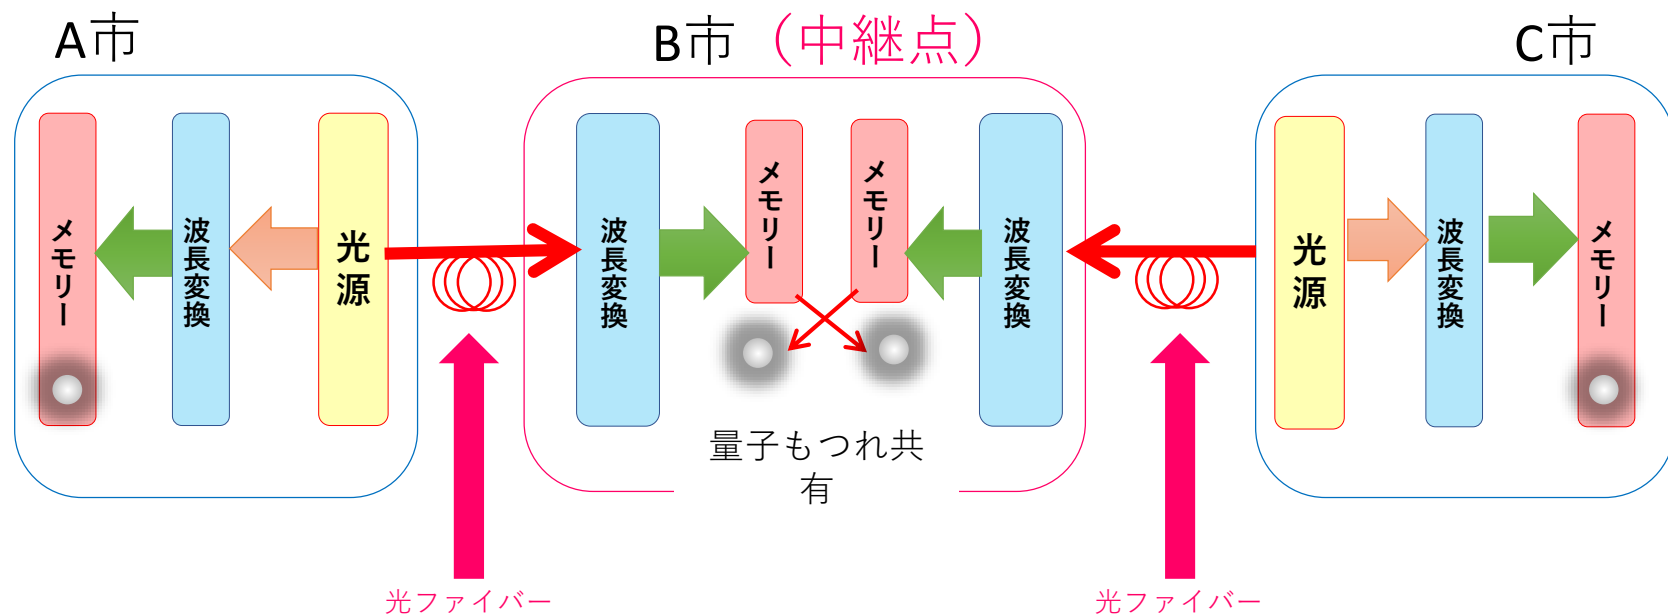 A市
B市（中継点）
C市
メモリー
波長変換
光源
波長変換
メモリー
メモリー
波長変換
光源
波長変換
メモリー
量子もつれ共
有
光ファイバー
光ファイバー